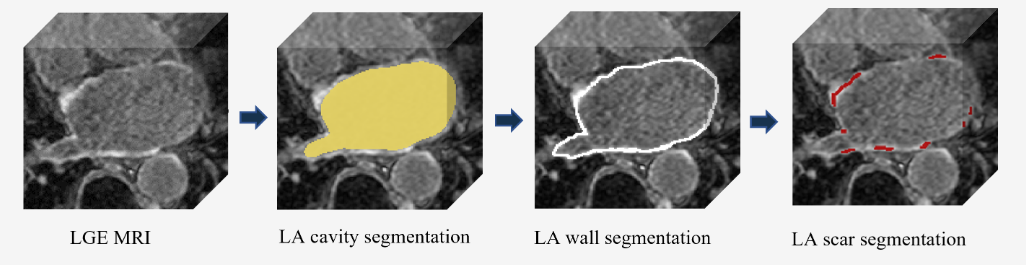 LGE MRI
LA cavity segmentation
LA wall segmentation
LA scar segmentation